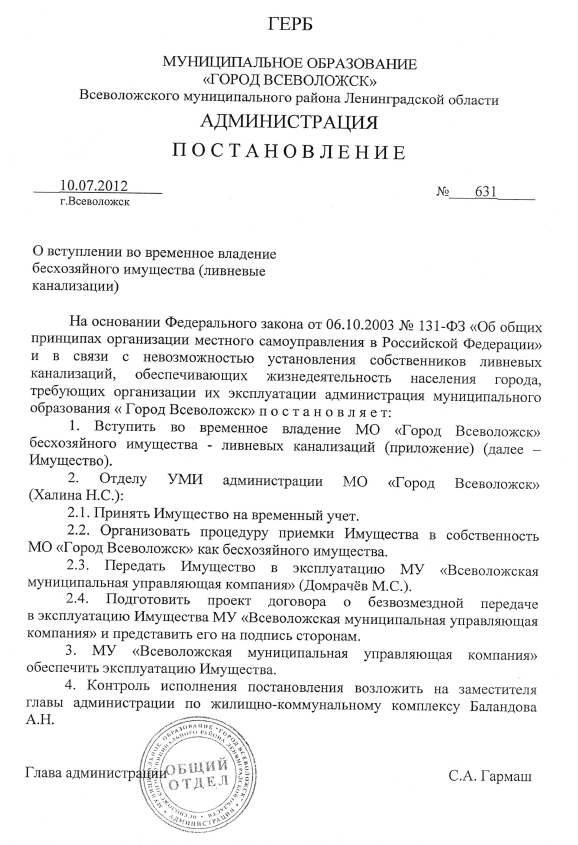 ГЕРБ
МУНИЦИПАЛЬНОЕ ОБРАЗОВАНИЕ
«ГОРОД ВСЕВОЛОЖСК»
Всеволожского муниципального района Ленинградской области
АДМИНИСТРАЦИЯ
П О С Т А Н О В Л Е Н И Е
10.07.2012
г.Всеволожск
№ 631
О вступлении во временное владение
бесхозяйного имущества (ливневые
канализации)
На основании Федерального закона от 06.10.2003 № 131-ФЗ «Об общих
принципах организации местного самоуправления в Российской Федерации»
и в связи с невозможностью установления собственников ливневых
канализаций, обеспечивающих жизнедеятельность населения города,
требующих организации их эксплуатации администрация муниципального
образования « Город Всеволожск» п о с т а н о в л я е т:
1. Вступить во временное владение МО «Город Всеволожск»
бесхозяйного имущества - ливневых канализаций (приложение) (далее –
Имущество).
2. Отделу УМИ администрации МО «Город Всеволожск»
(Халина Н.С.):
2.1. Принять Имущество на временный учет.
2.2. Организовать процедуру приемки Имущества в собственность
МО «Город Всеволожск» как бесхозяйного имущества.
2.3. Передать Имущество в эксплуатацию МУ «Всеволожская
муниципальная управляющая компания» (Домрачёв М.С.).
2.4. Подготовить проект договора о безвозмездной передаче
в эксплуатацию Имущества МУ «Всеволожская муниципальная управляющая
компания» и представить его на подпись сторонам.
3. МУ «Всеволожская муниципальная управляющая компания»
обеспечить эксплуатацию Имущества.
4. Контроль исполнения постановления возложить на заместителя
главы администрации по жилищно-коммунальному комплексу Баландова
А.Н.
Глава администрации
С.А. Гармаш
ОБЩИЙ
ОТДЕЛ